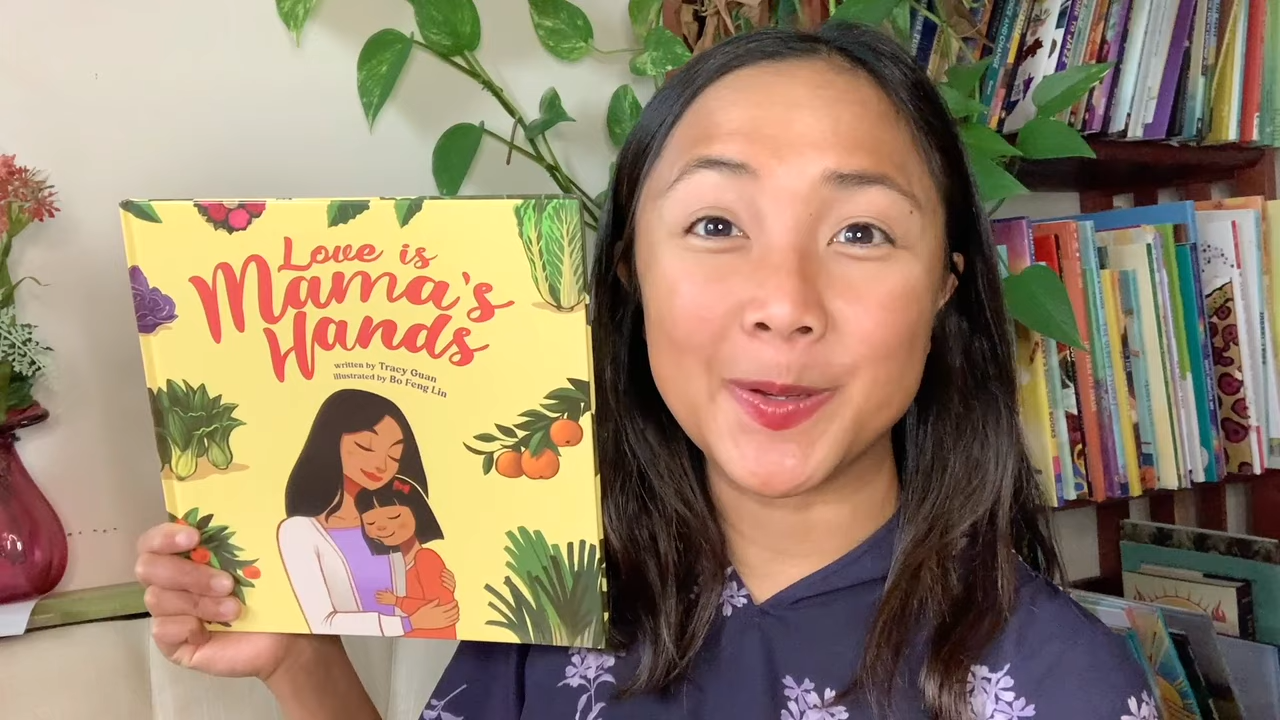 Love is
Mama's
Hands
written by Tracy Guan
illustrated by Bo Feng Lin